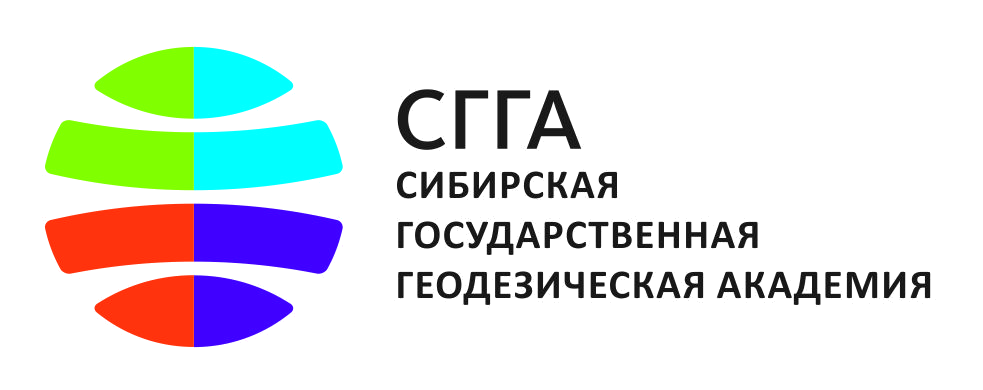 СГГА
СИБИРСКАЯ
ГОСУДАРСТВЕННАЯ
ГЕОДЕЗИЧЕСКАЯ АКАДЕМИЯ